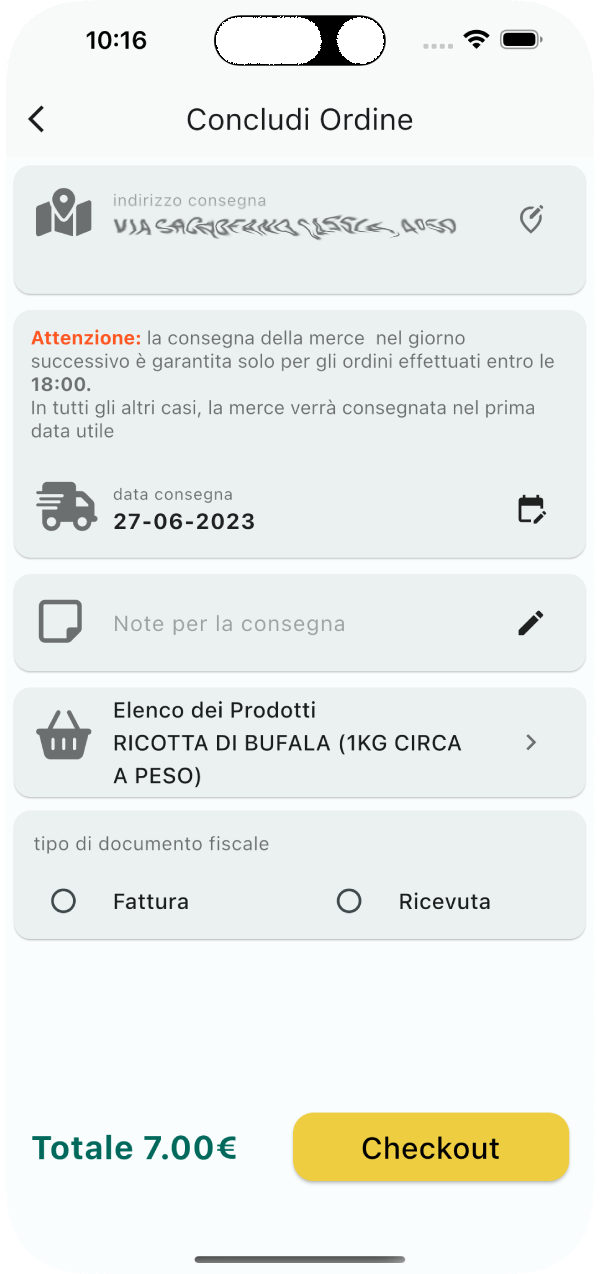 10:16
Concludi Ordine
indirizzo consegna
Attenzione: la consegna della merce  nel giorno
successivo è garantita solo per gli ordini effettuati entro le
18:00.
In tutti gli altri casi, la merce verrà consegnata nel prima
data utile
data consegna
27-06-2023
Note per la consegna
Elenco dei Prodotti
RICOTTA DI BUFALA (1KG CIRCA
A PESO)
tipo di documento fiscale
Fattura Ricevuta
Totale 7.00€ Checkout